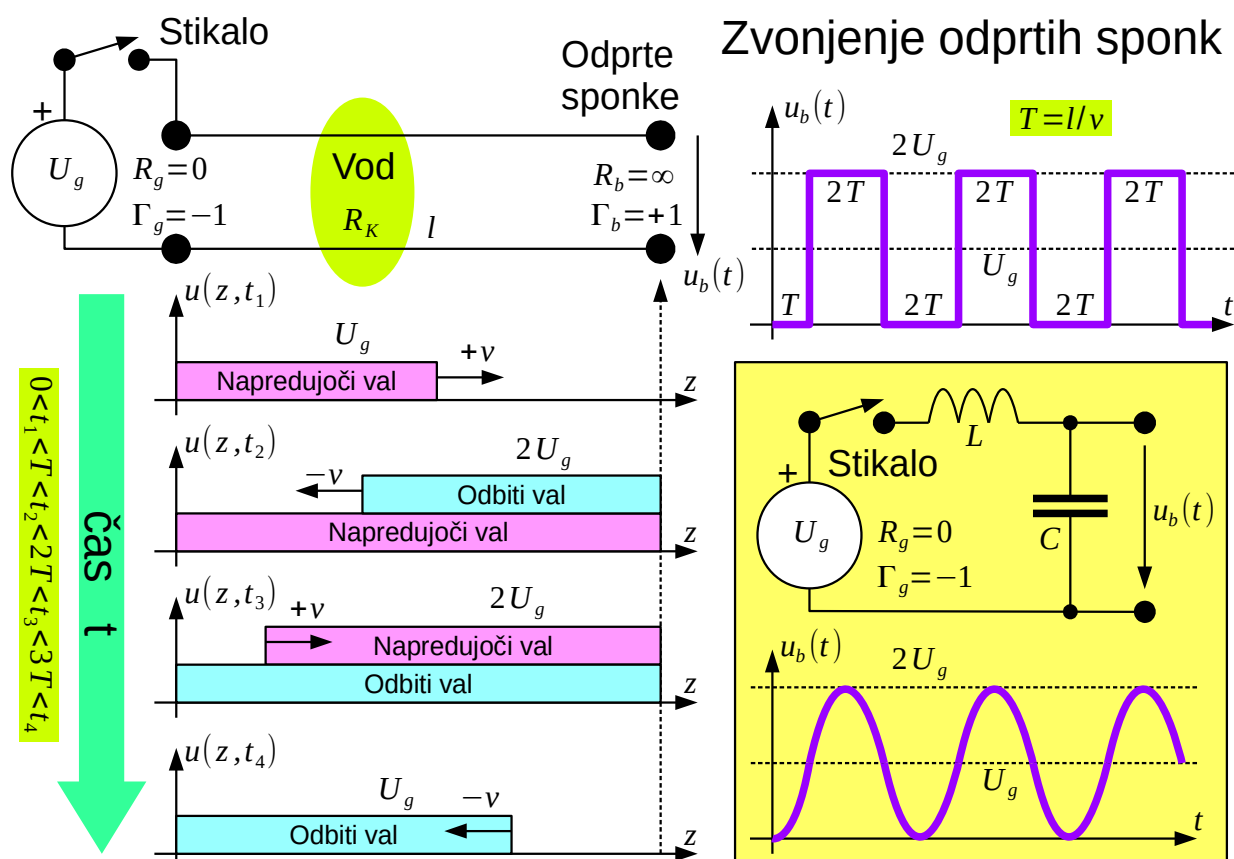 Zvonjenje odprtih sponk
Stikalo
Odprte
sponke
+
U_g
R_g=0
Γ_g=−1
Vod
R_K
l
R_b=∞
Γ_b=+1
u_b(t)
u_b(t)
T=l/v
2U_g
2T
2T
2T
U_g
T
2T
2T
t
čas t
0<t_1<T<t_2<2T<t_3<3T<t_4
u(z,t_1)
U_g
+v
Napredujoči val
z
u(z,t_2)
2U_g
−v
Odbiti val
Napredujoči val
z
u(z,t_3)
2U_g
+v
Napredujoči val
Odbiti val
z
u(z,t_4)
U_g
−v
Odbiti val
z
L
Stikalo
+
U_g
R_g=0
Γ_g=−1
C
u_b(t)
u_b(t)
2U_g
U_g
t